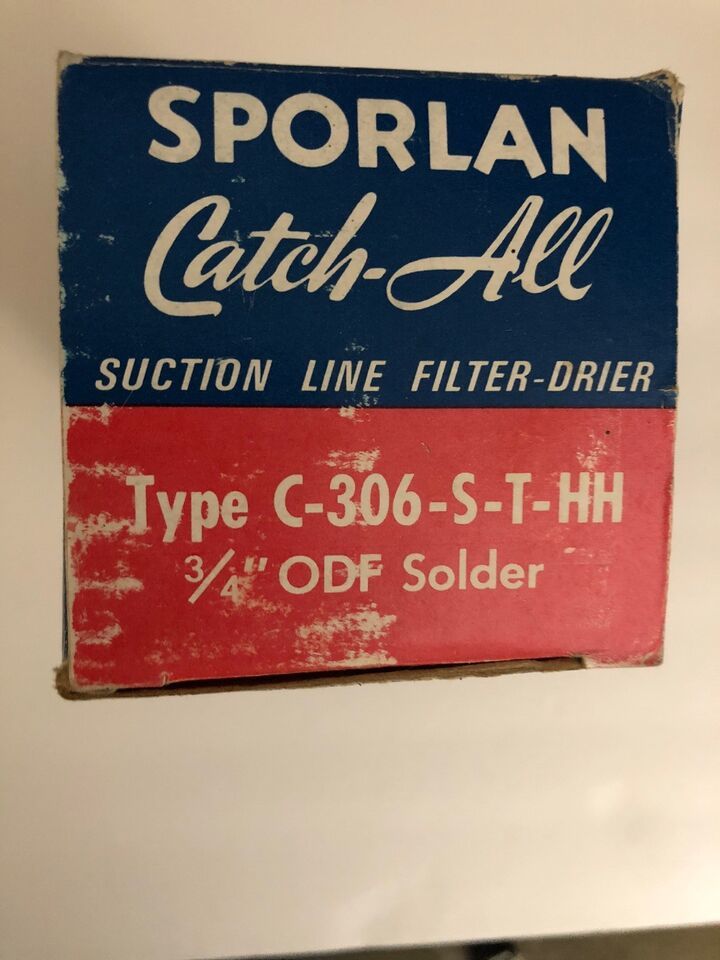 SPORLAN
Catch-All
SUCTION LINE FILTER-DRIER
Type C-306-S-T-HH
3/4" ODF Solder